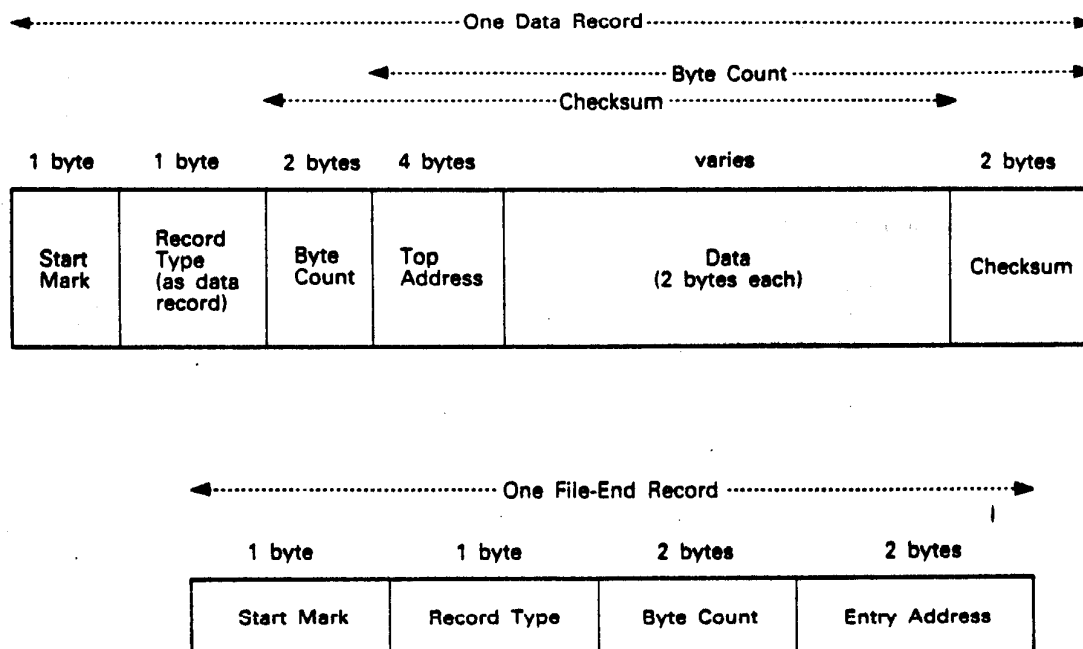 One Data Record
Byte Count
Checksum
1 byte 1 byte 2 bytes 4 bytes varies 2 bytes
Start Mark
Record Type (as data record)
Byte Count
Top Address
Data (2 bytes each)
Checksum
One File-End Record
1 byte 1 byte 2 bytes 2 bytes
Start Mark Record Type Byte Count Entry Address